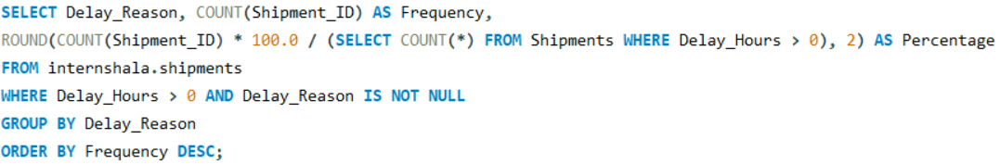 SELECT Delay_Reason, COUNT(Shipment_ID) AS Frequency,
ROUND(COUNT(Shipment_ID) * 100.0 / (SELECT COUNT(*) FROM Shipments WHERE Delay_Hours > 0), 2) AS Percentage
FROM internshala.shipments
WHERE Delay_Hours > 0 AND Delay_Reason IS NOT NULL
GROUP BY Delay_Reason
ORDER BY Frequency DESC;